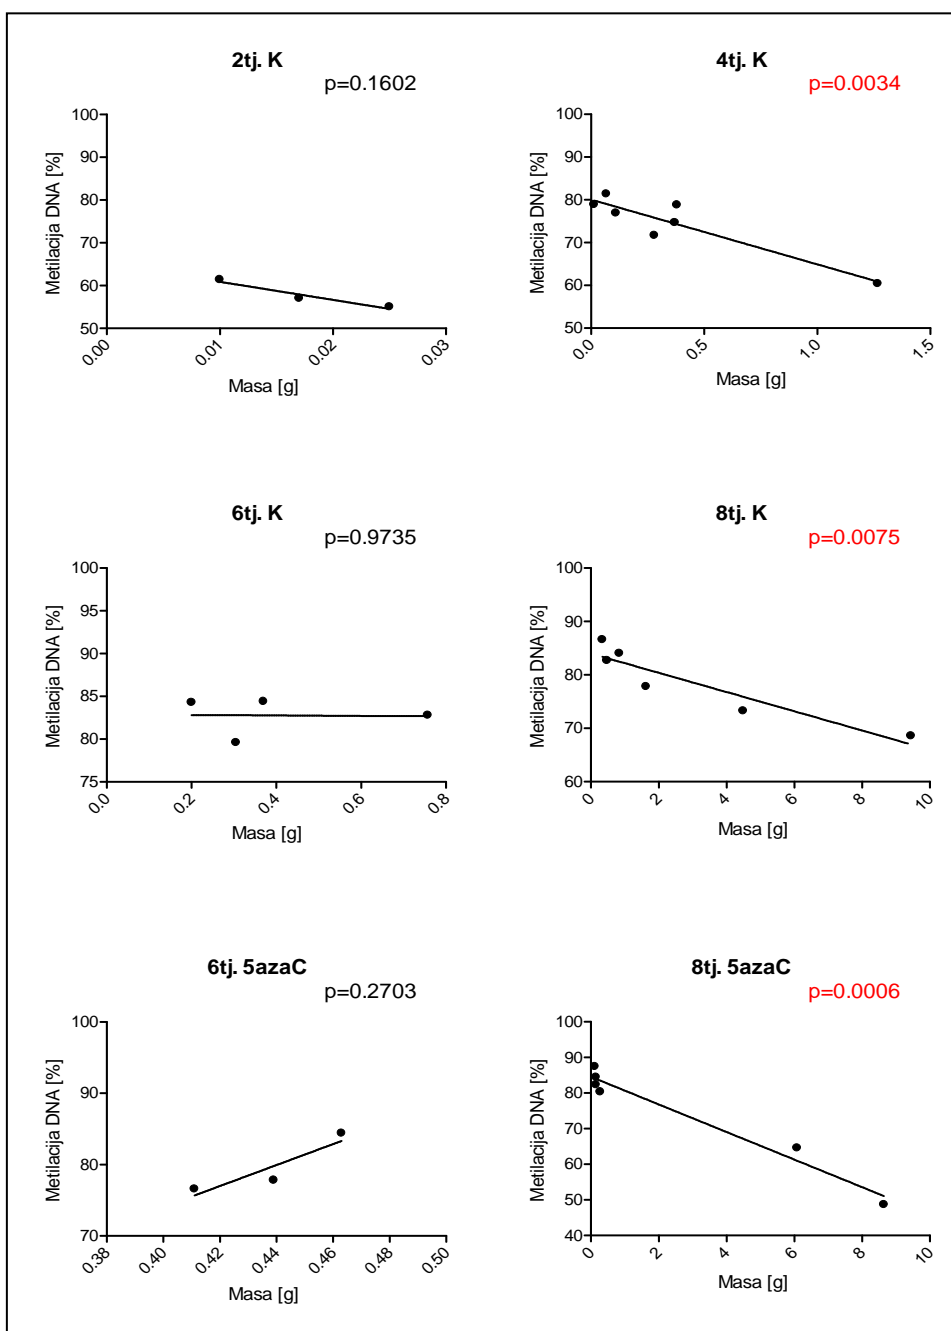 2tj. K
p=0.1602
Metilacija DNA [%]
100
90
80
70
60
50
0.00
0.01
0.02
0.03
Masa [g]
4tj. K
p=0.0034
Metilacija DNA [%]
100
90
80
70
60
50
0.0
0.5
1.0
1.5
Masa [g]
6tj. K
p=0.9735
Metilacija DNA [%]
100
95
90
85
80
75
0.0
0.2
0.4
0.6
0.8
Masa [g]
8tj. K
p=0.0075
Metilacija DNA [%]
100
90
80
70
60
0
2
4
6
8
10
Masa [g]
6tj. 5azaC
p=0.2703
Metilacija DNA [%]
100
90
80
70
0.38
0.40
0.42
0.44
0.46
0.48
0.50
Masa [g]
8tj. 5azaC
p=0.0006
Metilacija DNA [%]
100
90
80
70
60
50
40
0
2
4
6
8
10
Masa [g]